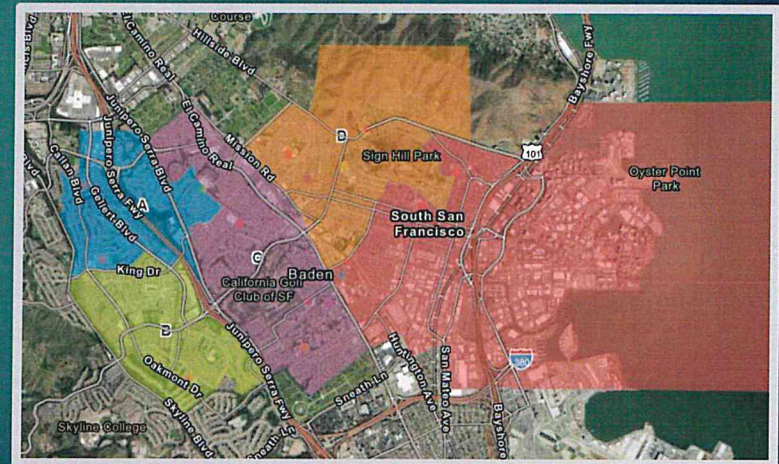 Course
El Camino Real
Hillside Blvd
Bayshore Fwy
Junipero Serra Blvd
Junipero Serra Fwy
El Camino Real
Mission Rd
D
Sign Hill Park
101
Oyster Point
Park
Callan Blvd
Gellert Blvd
A
South San
Francisco
King Dr
C
Baden
California Golf
Club of SF
B
Oakmont Dr
Junipero Serra Fwy
Huntington Ave
San Mateo Ave
380
Sneath Ln
Skyline Blvd
Skyline College
Sneath Ln
Bayshore